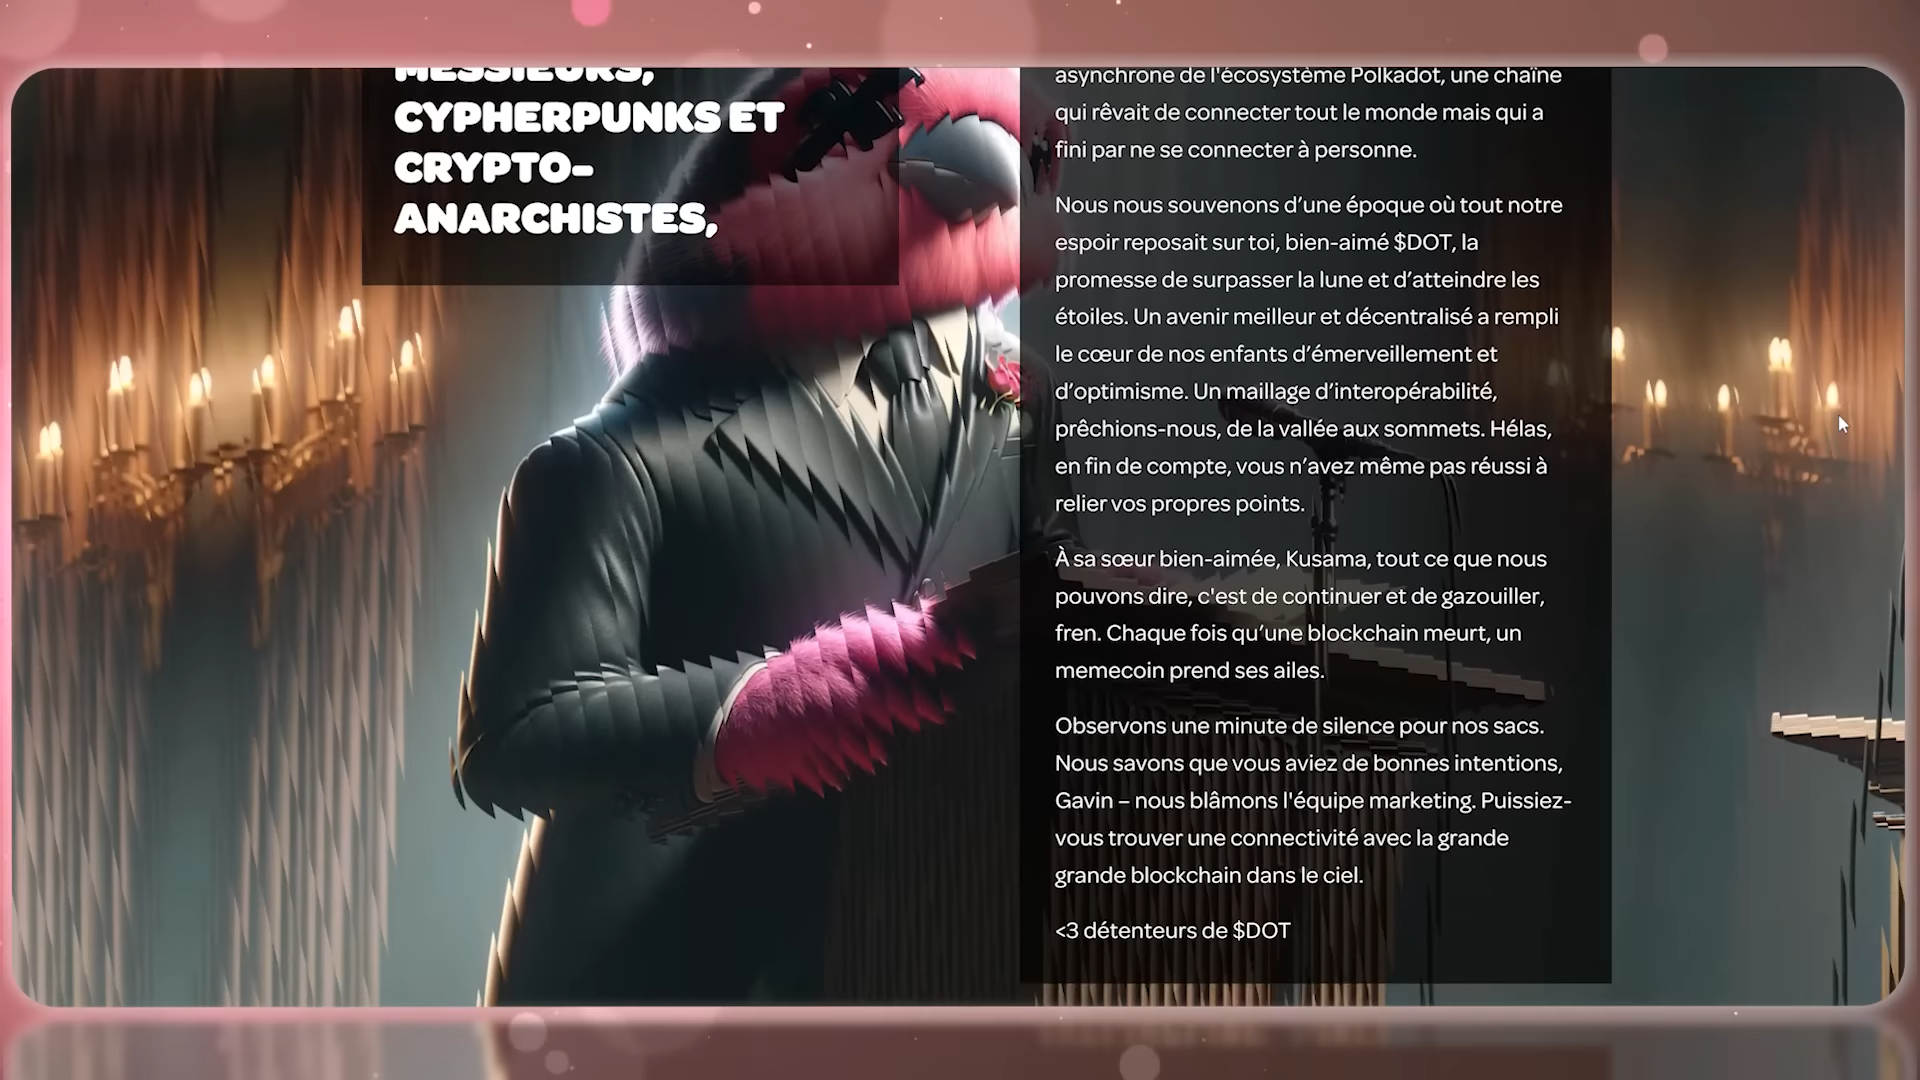 MESSIEURS,
CYPHERPUNKS ET
CRYPTO-
ANARCHISTES,
asynchrone de l'écosystème Polkadot, une chaîne
qui rêvait de connecter tout le monde mais qui a
fini par ne se connecter à personne.
Nous nous souvenons d’une époque où tout notre
espoir reposait sur toi, bien-aimé $DOT, la
promesse de surpasser la lune et d’atteindre les
étoiles. Un avenir meilleur et décentralisé a rempli
le cœur de nos enfants d’émerveillement et
d’optimisme. Un maillage d’interopérabilité,
prêchions-nous, de la vallée aux sommets. Hélas,
en fin de compte, vous n’avez même pas réussi à
relier vos propres points.
À sa sœur bien-aimée, Kusama, tout ce que nous
pouvons dire, c'est de continuer et de gazouiller,
fren. Chaque fois qu’une blockchain meurt, un
memecoin prend ses ailes.
Observons une minute de silence pour nos sacs.
Nous savons que vous aviez de bonnes intentions,
Gavin – nous blâmons l'équipe marketing. Puissiez-
vous trouver une connectivité avec la grande
grande blockchain dans le ciel.
<3 détenteurs de $DOT